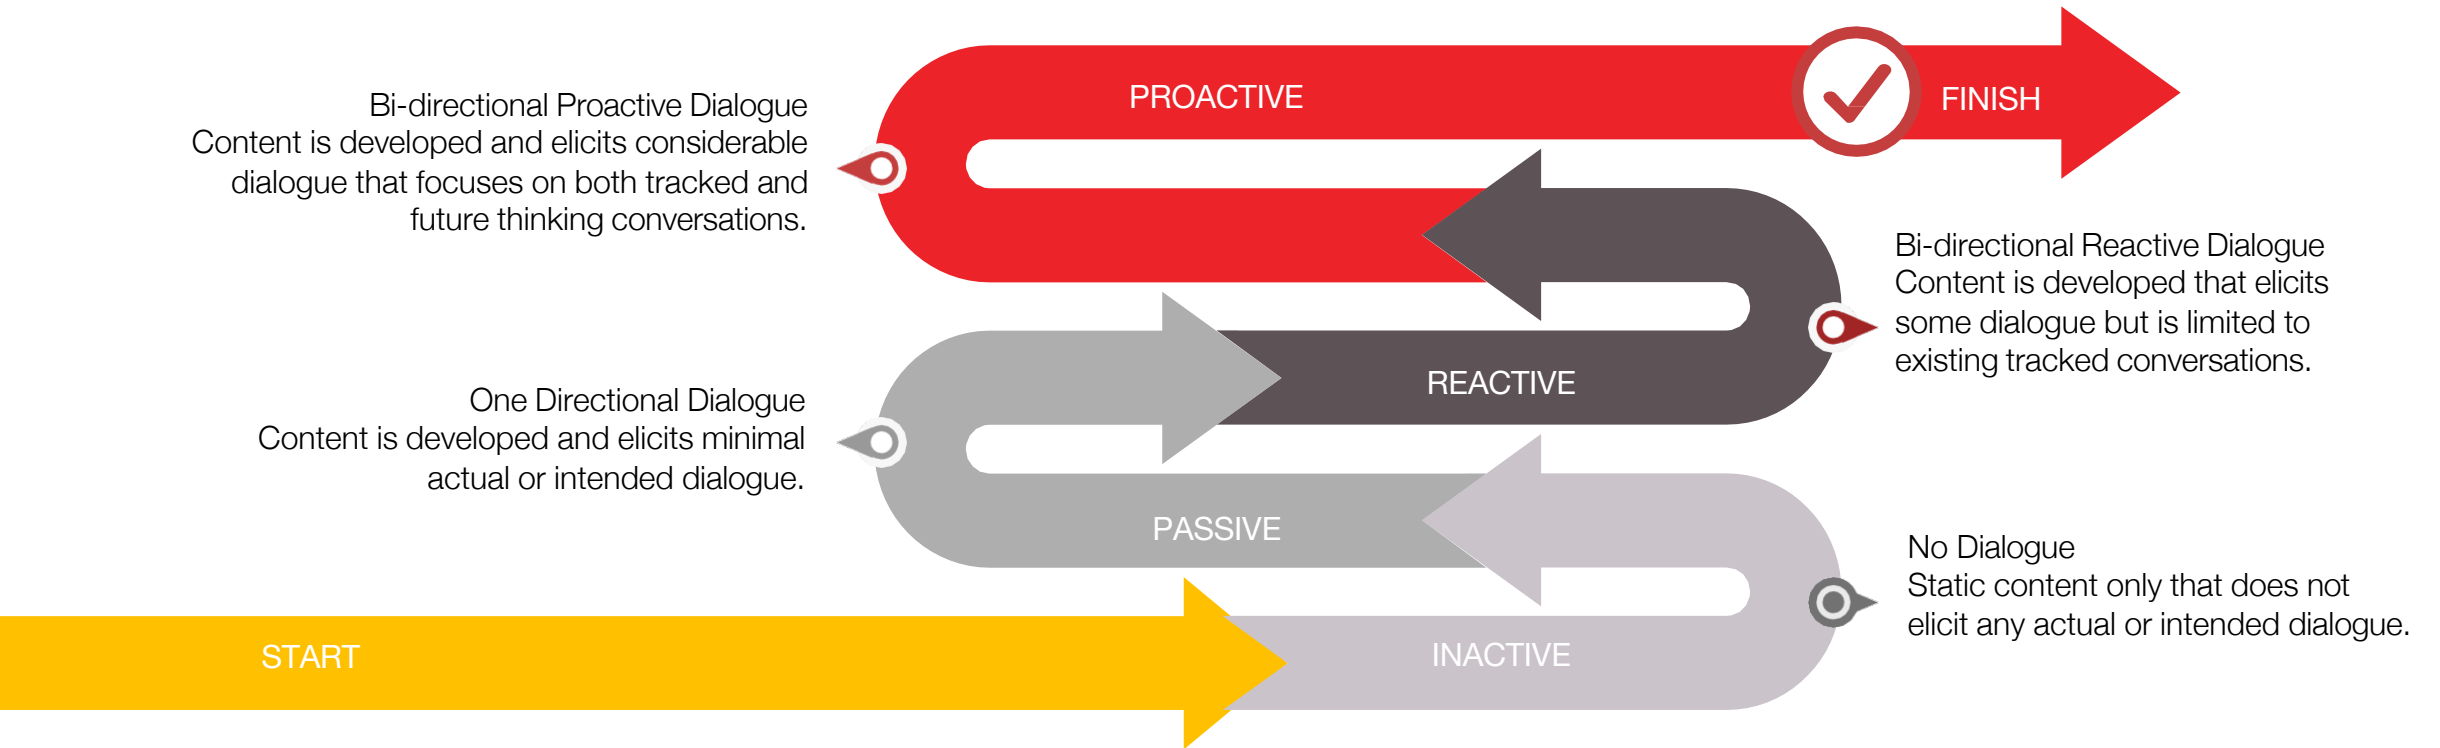 PROACTIVE
FINISH
Bi-directional Proactive Dialogue
Content is developed and elicits considerable
dialogue that focuses on both tracked and
future thinking conversations.
Bi-directional Reactive Dialogue
Content is developed that elicits
some dialogue but is limited to
existing tracked conversations.
REACTIVE
One Directional Dialogue
Content is developed and elicits minimal
actual or intended dialogue.
PASSIVE
No Dialogue
Static content only that does not
elicit any actual or intended dialogue.
START
INACTIVE